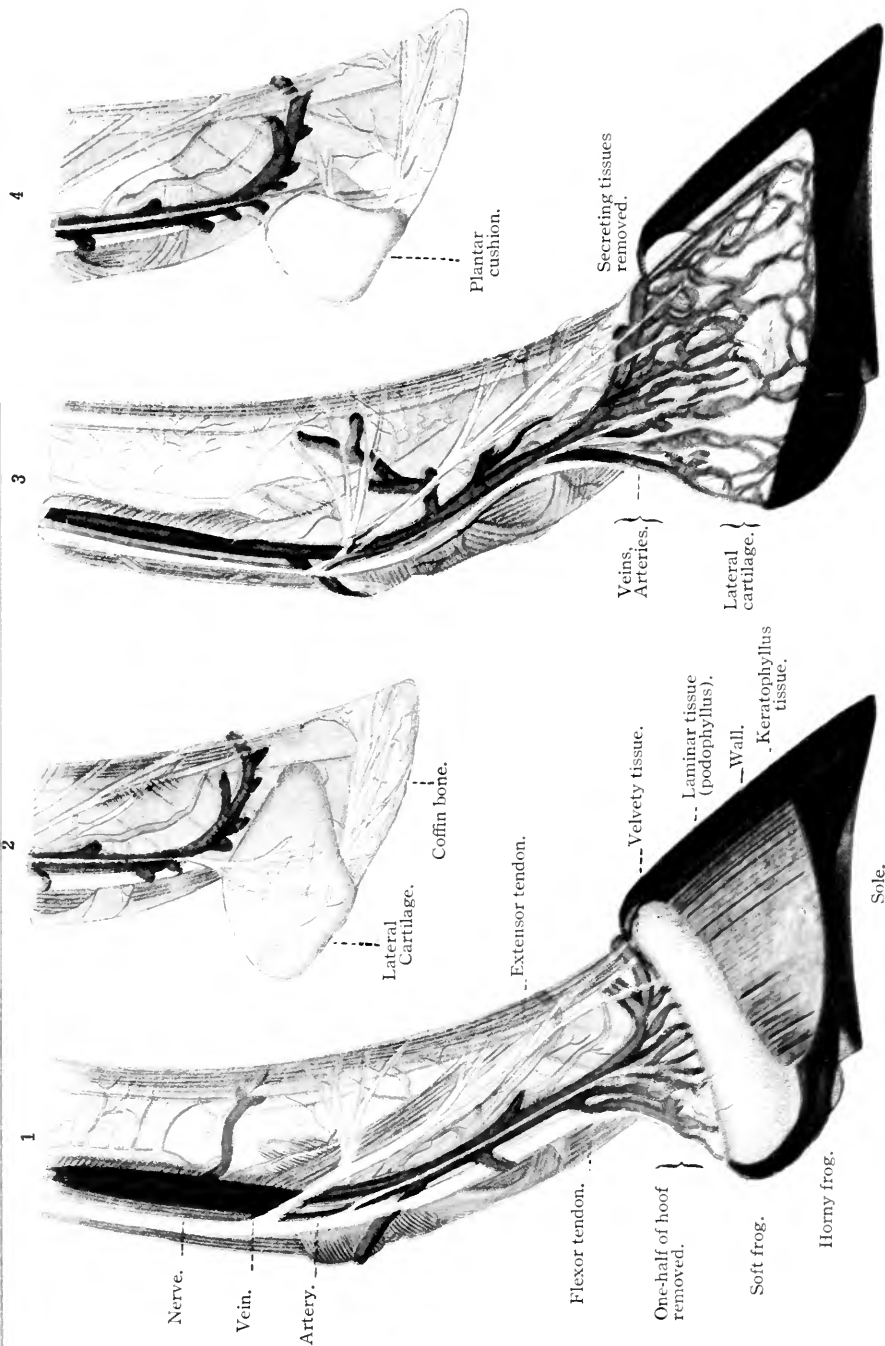 1
2
3
4
Nerve.
Vein.
Artery.
Extensor tendon.
Flexor tendon.
One-half of hoof
removed.
Soft frog.
Horny frog.
Velvety tissue.
Laminar tissue
(podophyllus).
Wall.
Keratophyllus
tissue.
Sole.
Lateral
Cartilage.
Coffin bone.
Veins,
Arteries.
Lateral
cartilage.
Secreting tissues
removed.
Plantar
cushion.